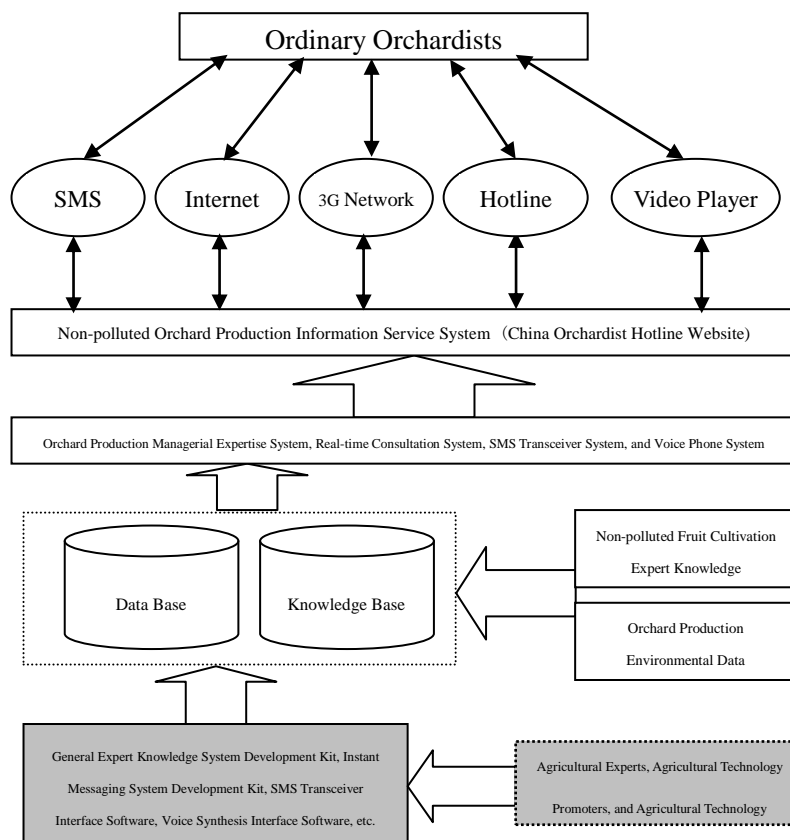 Ordinary Orchardists
SMS
Internet
3G Network
Hotline
Video Player
Non-polluted Orchard Production Information Service System（China Orchardist Hotline Website)
Orchard Production Managerial Expertise System, Real-time Consultation System, SMS Transceiver System, and Voice Phone System
Data Base
Knowledge Base
Non-polluted Fruit Cultivation
Expert Knowledge
Orchard Production
Environmental Data
General Expert Knowledge System Development Kit, Instant
Messaging System Development Kit, SMS Transceiver
Interface Software, Voice Synthesis Interface Software, etc.
Agricultural Experts, Agricultural Technology
Promoters, and Agricultural Technology